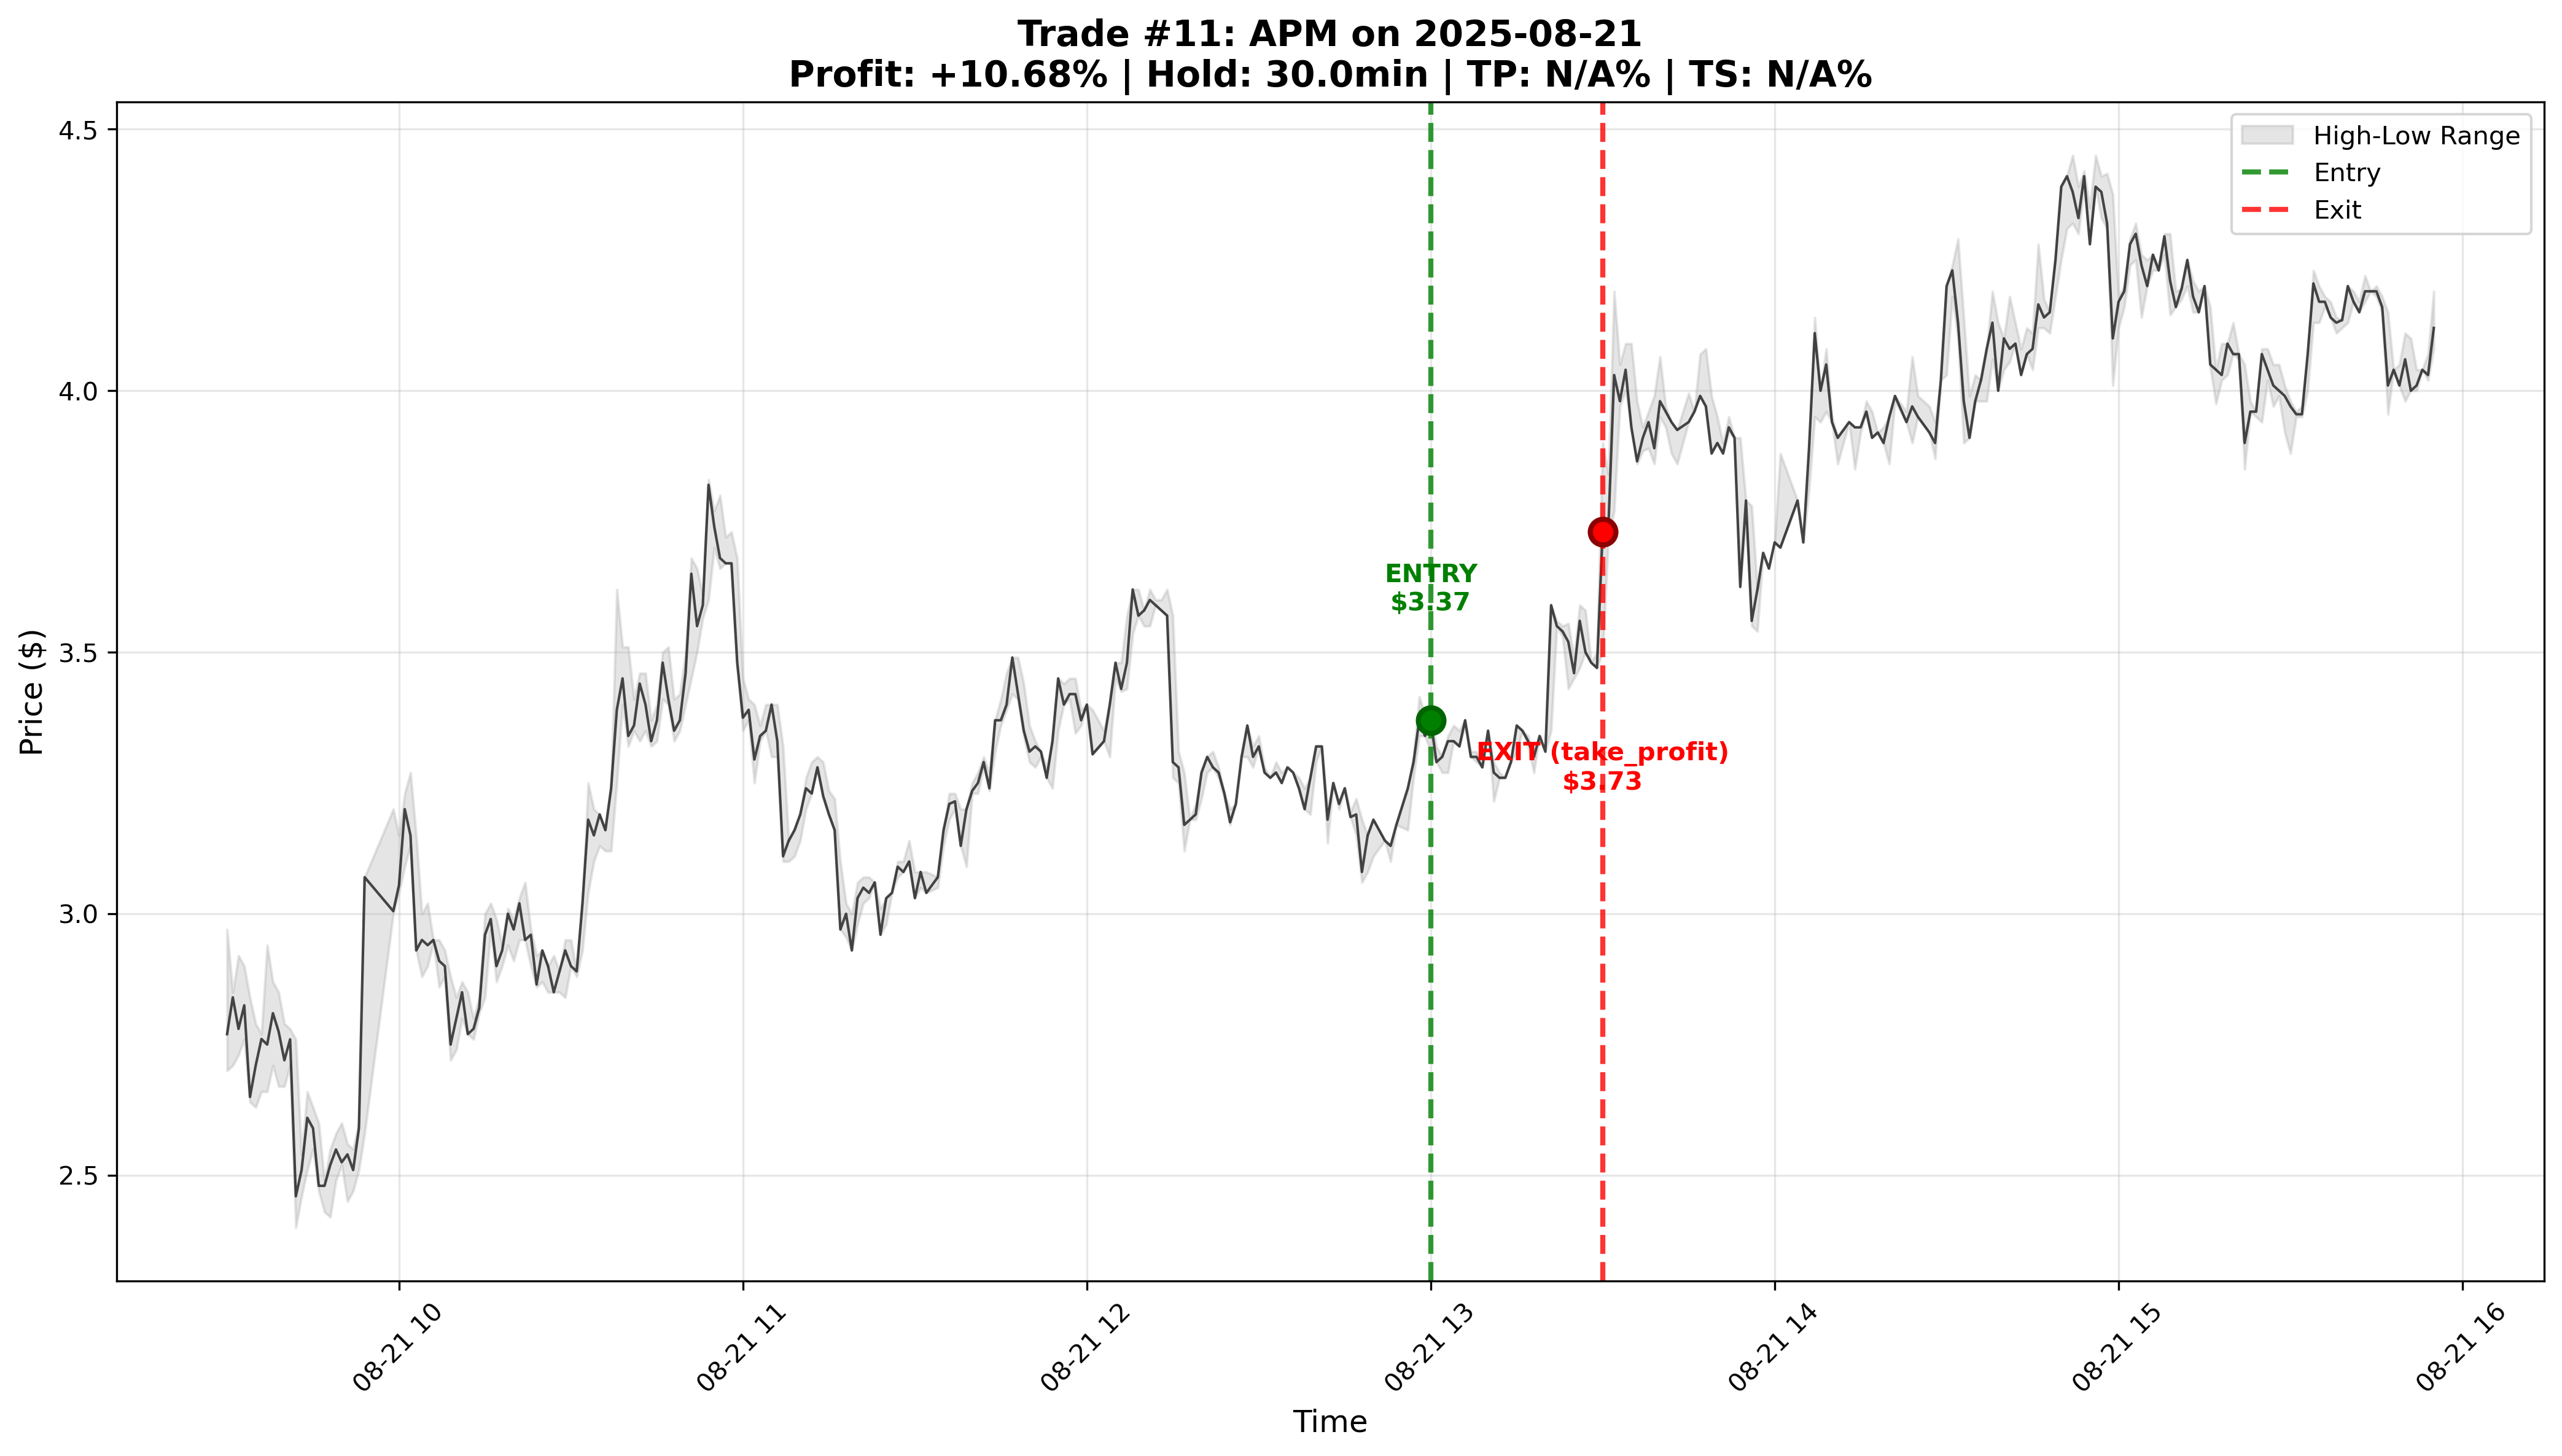 Trade #11: APM on 2025-08-21
Profit: +10.68% | Hold: 30.0min | TP: N/A% | TS: N/A%
High-Low Range
Entry
Exit
4.5
4.0
3.5
3.0
2.5
Price ($)
ENTRY
$3.37
EXIT (take_profit)
$3.73
08-21 10
08-21 11
08-21 12
08-21 13
08-21 14
08-21 15
08-21 16
Time